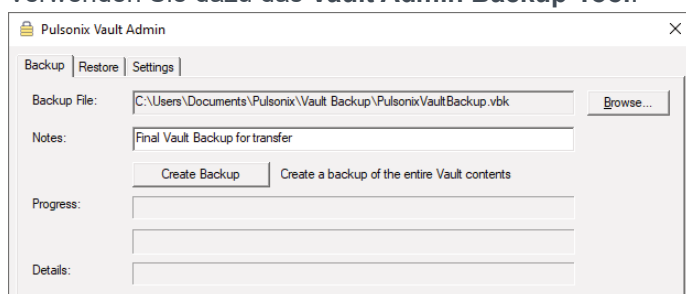 Verwenden Sie dazu das Vault Admin Backup Tool.
Pulsonix Vault Admin
Backup Restore Settings
Backup File: C:\Users\Documents\Pulsonix\Vault Backup\PulsonixVaultBackup.vbk Browse...
Notes: Final Vault Backup for transfer
Create Backup Create a backup of the entire Vault contents
Progress:
Details: